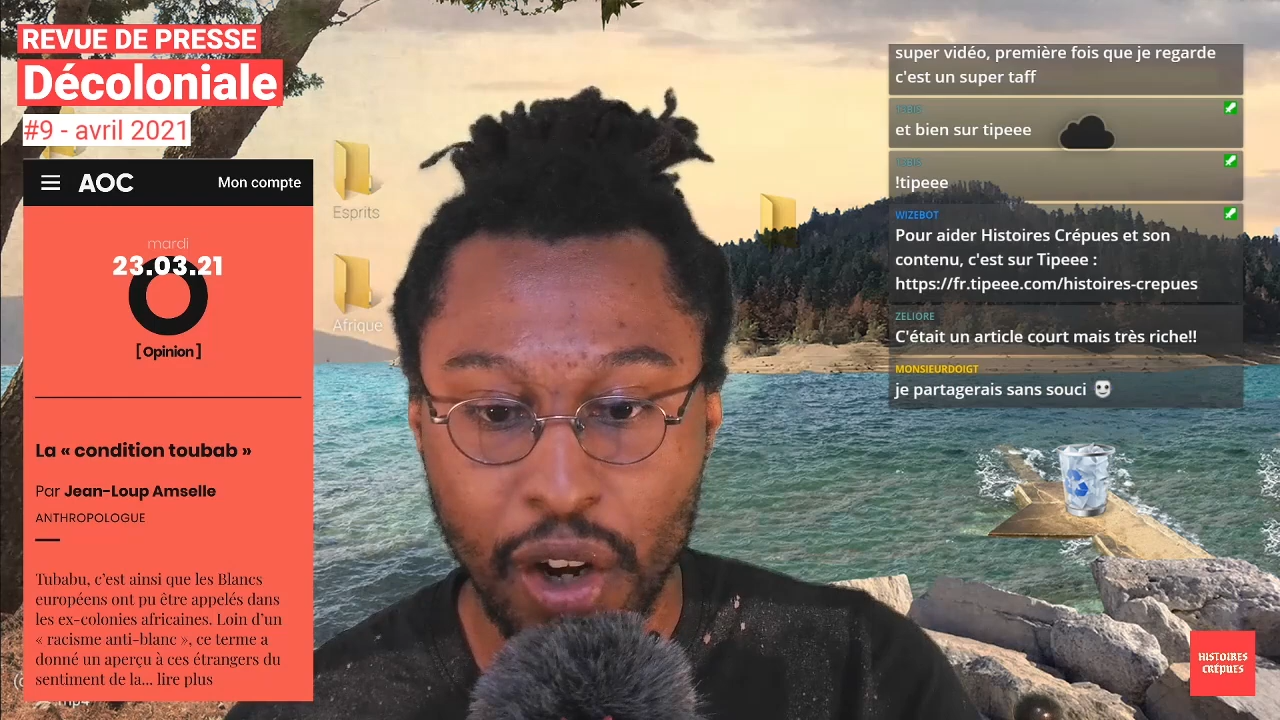 REVUE DE PRESSE
Décoloniale
#9 - avril 2021
AOC
Mon compte
mardi
23.03.21
[ Opinion ]
La « condition toubab »
Par Jean-Loup Amselle
ANTHROPOLOGUE
Tubabu, c’est ainsi que les Blancs
européens ont pu être appelés dans
les ex-colonies africaines. Loin d’un
« racisme anti-blanc », ce terme a
donné un aperçu à ces étrangers du
sentiment de la... lire plus
Esprits
Afrique
super vidéo, première fois que je regarde
c'est un super taff
et bien sur tipeee
!tipeee
WIZEBOT
Pour aider Histoires Crépues et son
contenu, c'est sur Tipeee :
https://fr.tipeee.com/histoires-crepues
ZELIORE
C'était un article court mais très riche!!
MONSIEURDOIGT
je partagerais sans souci
HISTOIRES
CRÉPUES